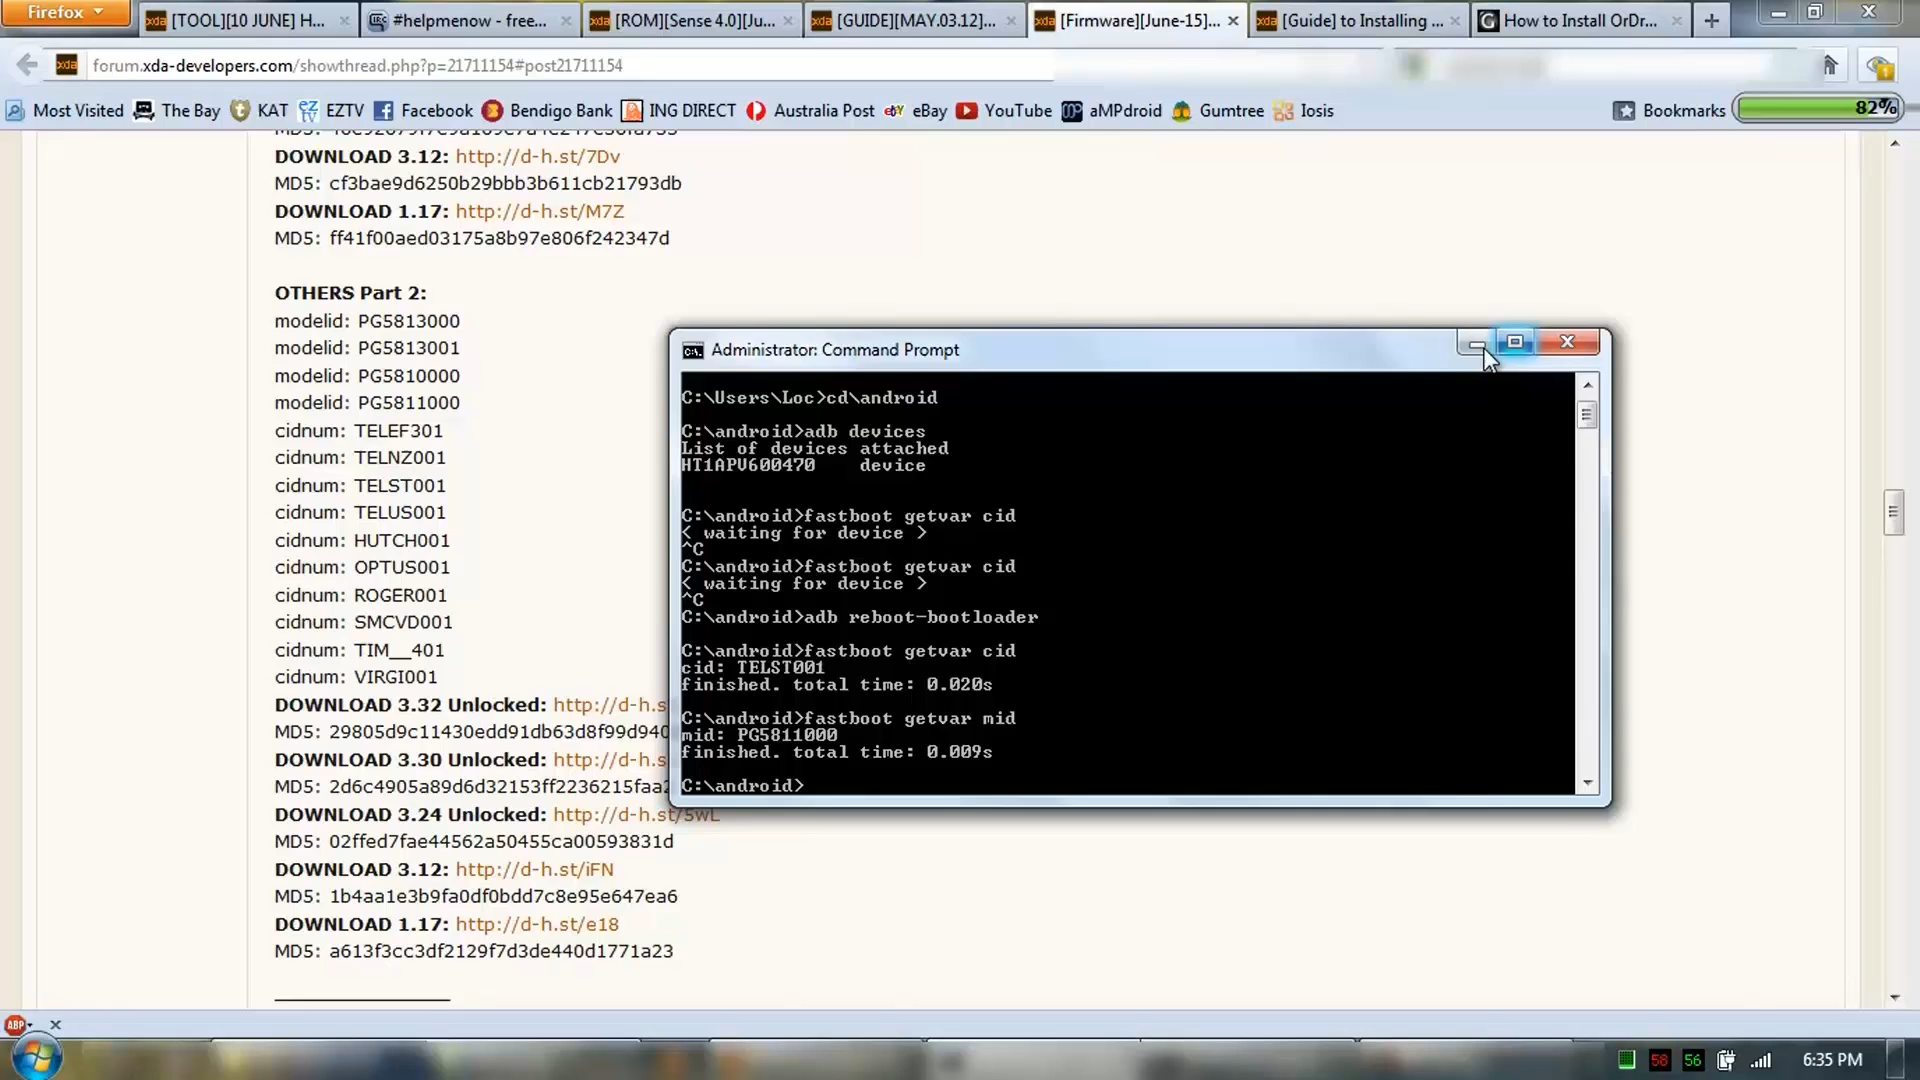 Firefox
[TOOL][10 JUNE] H...
#helpmenow - free...
[ROM][Sense 4.0][Ju...
[GUIDE][MAY.03.12]...
[Firmware][June-15]...
[Guide] to Installing ...
How to Install OrDr...
forum.xda-developers.com/showthread.php?p=21711154#post21711154
Most Visited
The Bay
KAT
EZTV
Facebook
Bendigo Bank
ING DIRECT
Australia Post
eBay
YouTube
aMPdroid
Gumtree
Iosis
Bookmarks
82%
DOWNLOAD 3.12: http://d-h.st/7Dv
MD5: cf3bae9d6250b29bbb3b611cb21793db
DOWNLOAD 1.17: http://d-h.st/M7Z
MD5: ff41f00aed03175a8b97e806f242347d
OTHERS Part 2:
modelid: PG5813000
modelid: PG5813001
modelid: PG5810000
modelid: PG5811000
cidnum: TELEF301
cidnum: TELNZ001
cidnum: TELST001
cidnum: TELUS001
cidnum: HUTCH001
cidnum: OPTUS001
cidnum: ROGER001
cidnum: SMCVD001
cidnum: TIM__401
cidnum: VIRGI001
DOWNLOAD 3.32 Unlocked: http://d-h.s
MD5: 29805d9c11430edd91db63d8f99d940
DOWNLOAD 3.30 Unlocked: http://d-h.s
MD5: 2d6c4905a89d6d32153ff2236215faa2
DOWNLOAD 3.24 Unlocked: http://d-h.st/5wL
MD5: 02ffed7fae44562a50455ca00593831d
DOWNLOAD 3.12: http://d-h.st/iFN
MD5: 1b4aa1e3b9fa0df0bdd7c8e95e647ea6
DOWNLOAD 1.17: http://d-h.st/e18
MD5: a613f3cc3df2129f7d3de440d1771a23
Administrator: Command Prompt
C:\Users\Loc>cd\android
C:\android>adb devices
List of devices attached
HT1APV600470 device
C:\android>fastboot getvar cid
< waiting for device >
^C
C:\android>fastboot getvar cid
< waiting for device >
^C
C:\android>adb reboot-bootloader
C:\android>fastboot getvar cid
cid: TELST001
finished. total time: 0.020s
C:\android>fastboot getvar mid
mid: PG5811000
finished. total time: 0.009s
C:\android>
ABP
58
56
6:35 PM